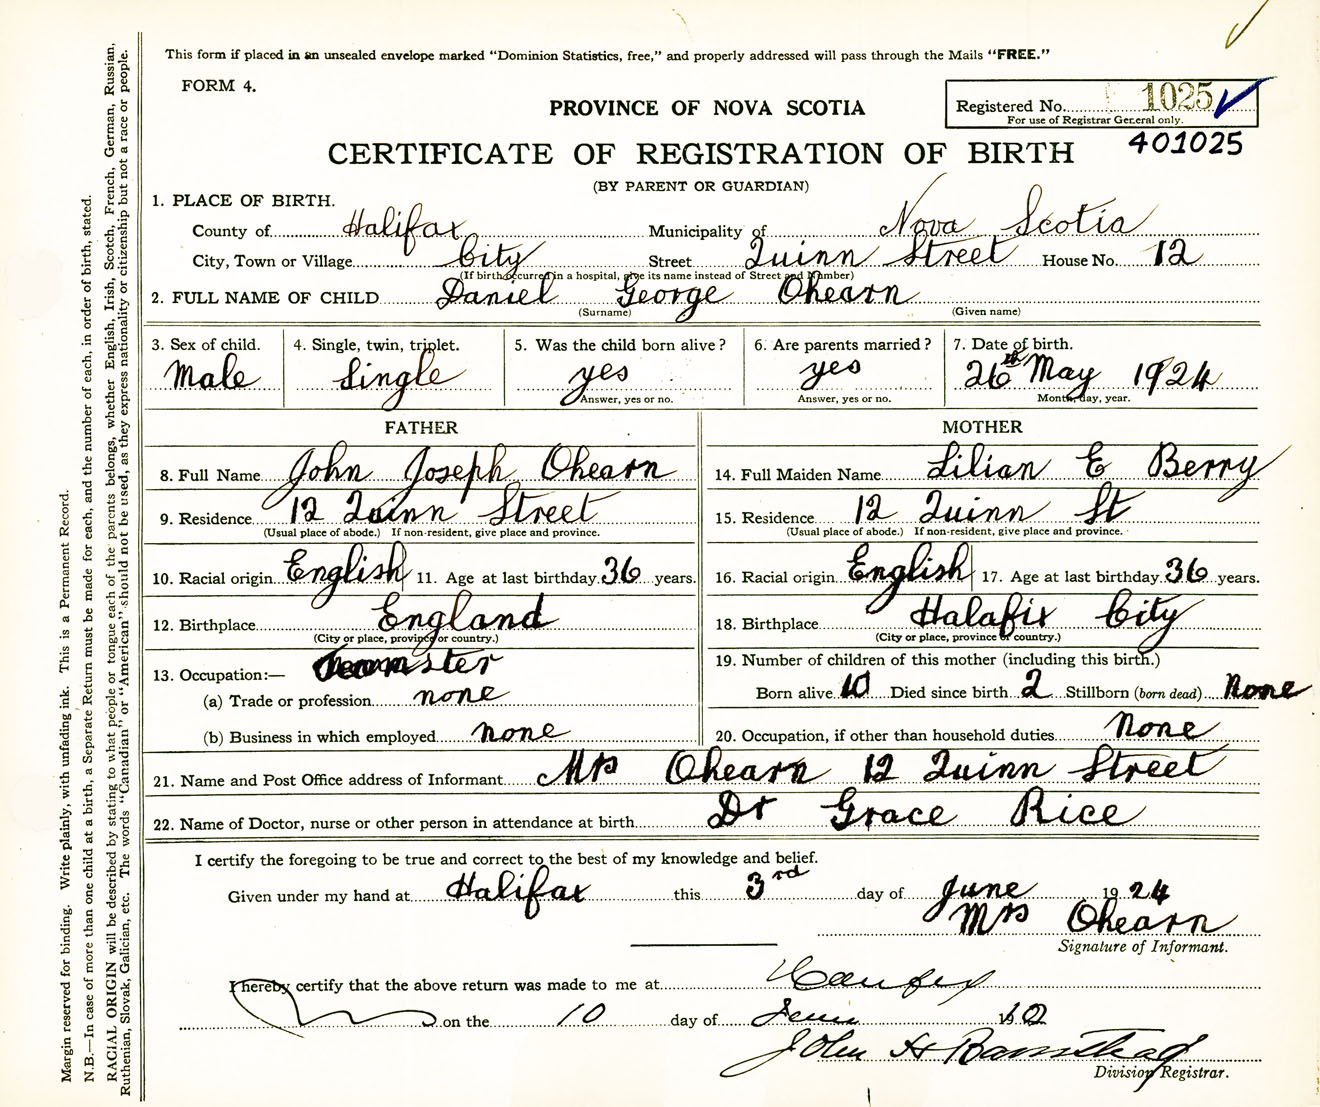 This form if placed in an unsealed envelope marked "Dominion Statistics, free," and properly addressed will pass through the Mails "FREE."
FORM 4.
Registered No. 1025
For use of Registrar General only.
401025
PROVINCE OF NOVA SCOTIA
CERTIFICATE OF REGISTRATION OF BIRTH
(BY PARENT OR GUARDIAN)
1. PLACE OF BIRTH.
County of Halifax Municipality of Nova Scotia
City, Town or Village City Street Quinn Street House No. 12
(If birth occurred in a hospital, give its name instead of Street and Number)
2. FULL NAME OF CHILD Daniel George Ohearn
(Surname) (Given name)
3. Sex of child. Male
4. Single, twin, triplet. Single
5. Was the child born alive? yes
Answer, yes or no.
6. Are parents married? yes
Answer, yes or no.
7. Date of birth. 26th May 1924
Month, day, year.
FATHER
8. Full Name John Joseph Ohearn
9. Residence 12 Quinn Street
(Usual place of abode.) If non-resident, give place and province.
10. Racial origin English 11. Age at last birthday 36 years.
12. Birthplace England
(City or place, province or country.)
13. Occupation:— Teamster
(a) Trade or profession none
(b) Business in which employed none
MOTHER
14. Full Maiden Name Lilian E Berry
15. Residence 12 Quinn St
(Usual place of abode.) If non-resident, give place and province.
16. Racial origin English 17. Age at last birthday 36 years.
18. Birthplace Halafix City
(City or place, province or country.)
19. Number of children of this mother (including this birth.)
Born alive 10 Died since birth 2 Stillborn (born dead) None
20. Occupation, if other than household duties None
21. Name and Post Office address of Informant Mrs Ohearn 12 Quinn Street
22. Name of Doctor, nurse or other person in attendance at birth Dr Grace Rice
I certify the foregoing to be true and correct to the best of my knowledge and belief.
Given under my hand at Halifax this 3rd day of June 1924
Mrs Ohearn
Signature of Informant.
I hereby certify that the above return was made to me at Halifax
on the 10 day of June 19
John H
Division Registrar.
Margin reserved for binding. Write plainly, with unfading ink. This is a Permanent Record.
N.B.—In case of more than one child at a birth, a Separate Return must be made for each, and the number of each, in order of birth, stated.
RACIAL ORIGIN will be described by stating to what people or tongue each of the parents belongs, whether English, Irish, Scotch, French, German, Russian,
Ruthenian, Slovak, Galician, etc. The words "Canadian" or "American" should not be used, as they express nationality or citizenship but not a race or people.